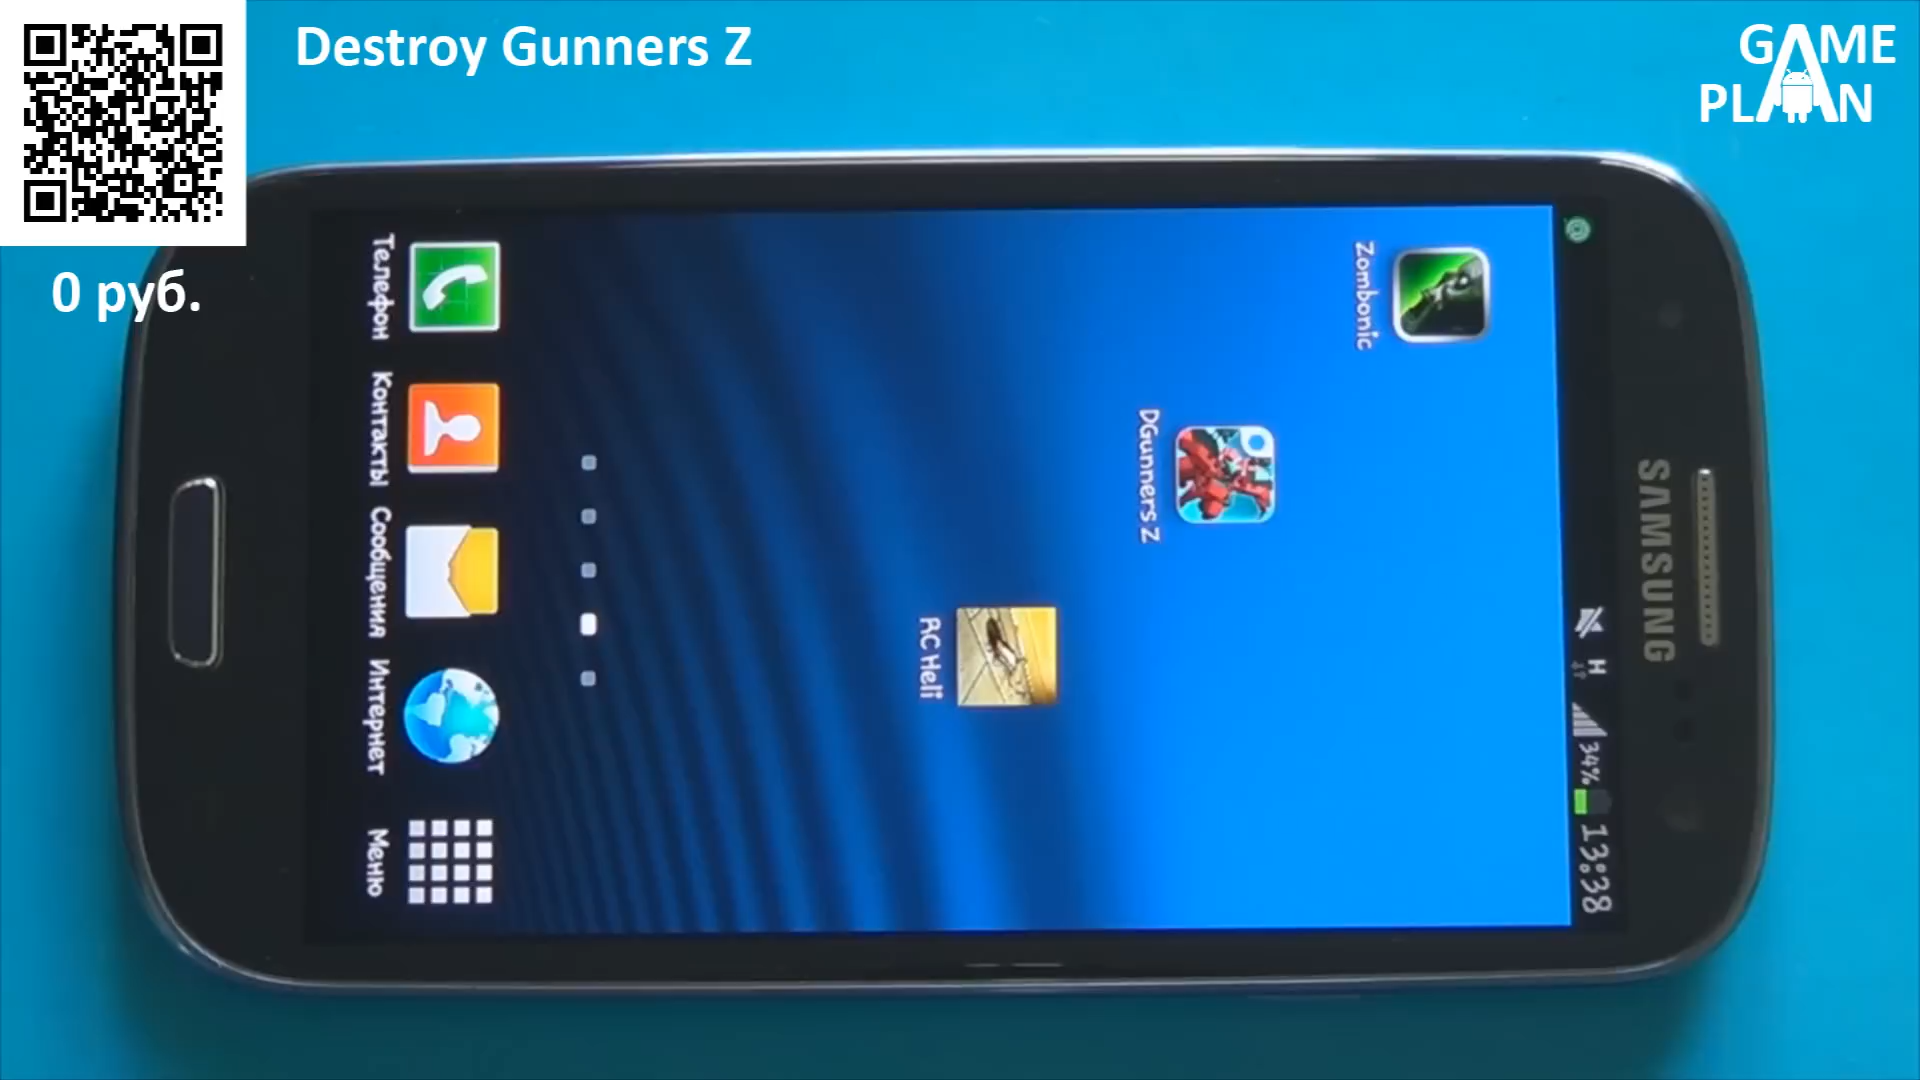 Destroy Gunners Z
GAME
PLAN
0 руб.
Телефон
Контакты
Сообщения
Интернет
Меню
Zombonic
DGunners Z
RC Heli
H
34%
13:38
SAMSUNG